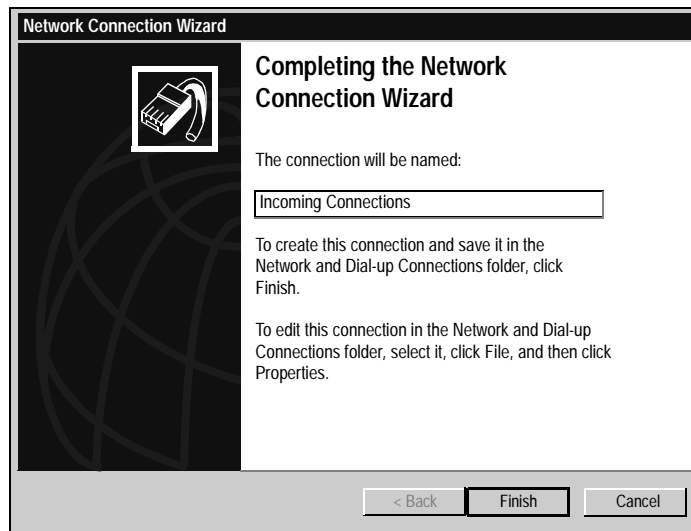 Network Connection Wizard
Completing the Network
Connection Wizard
The connection will be named:
Incoming Connections
To create this connection and save it in the
Network and Dial-up Connections folder, click
Finish.
To edit this connection in the Network and Dial-up
Connections folder, select it, click File, and then click
Properties.
< Back
Finish
Cancel